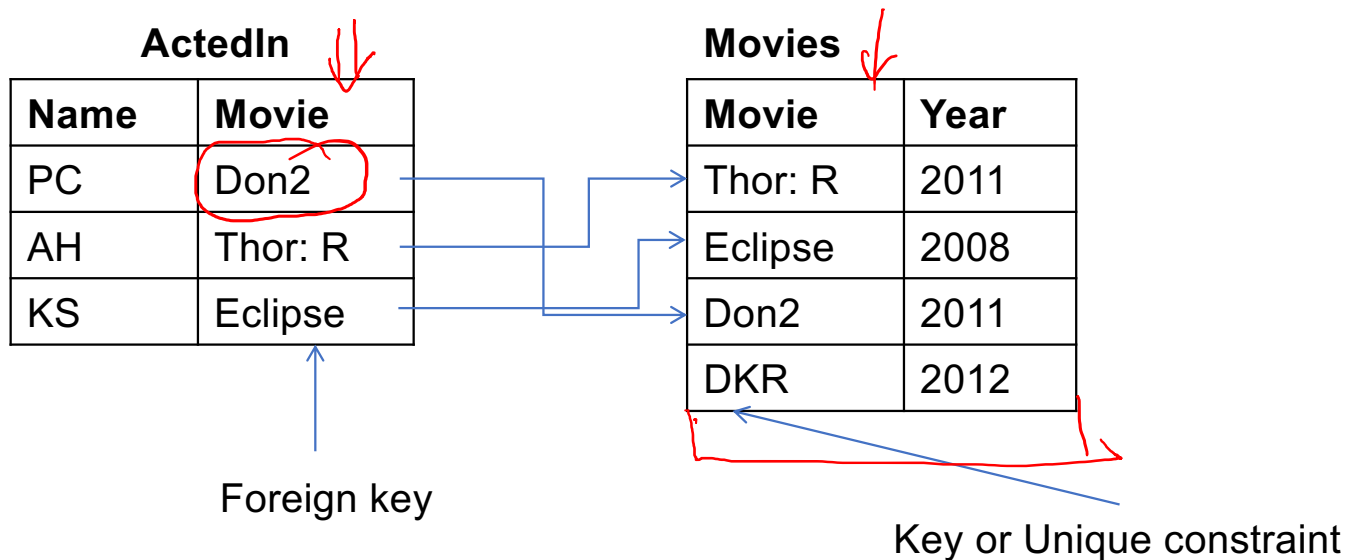 ActedIn
Name Movie
PC Don2
AH Thor: R
KS Eclipse
Foreign key
Movies
Movie Year
Thor: R 2011
Eclipse 2008
Don2 2011
DKR 2012
Key or Unique constraint